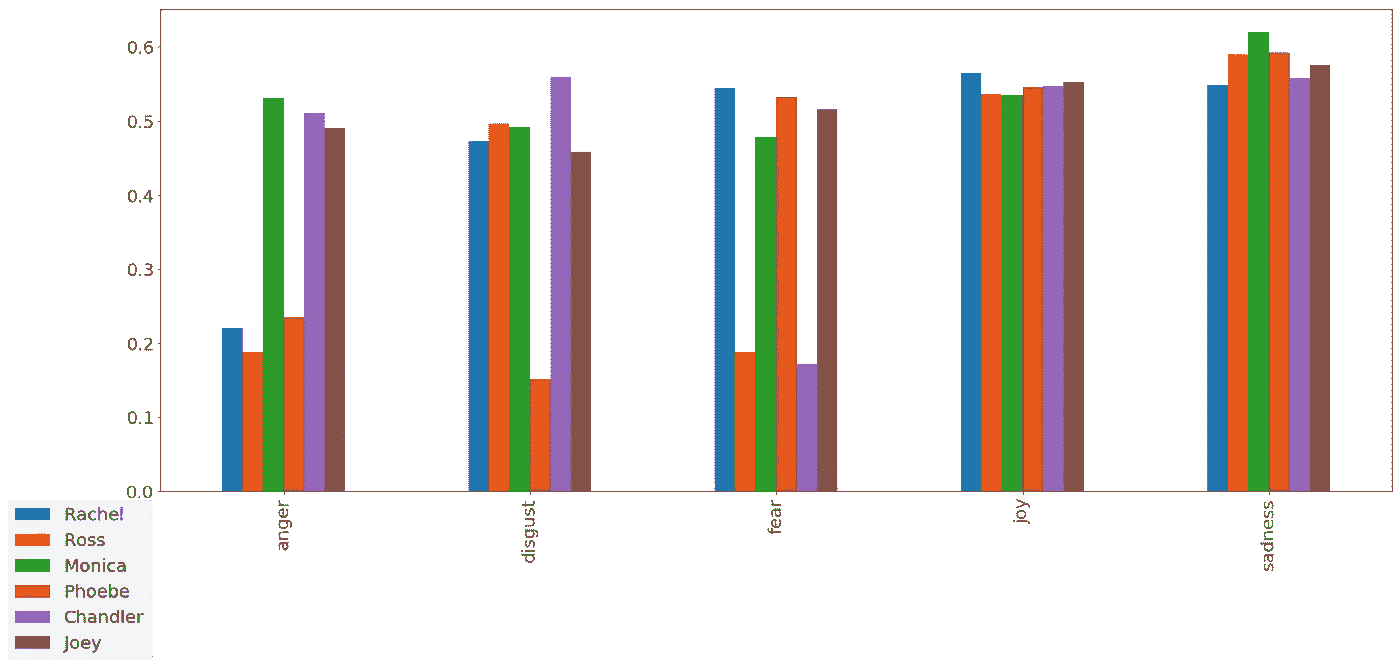 0.6
0.5
0.4
0.3
0.2
0.1
0.0
anger
disgust
fear
joy
sadness
Rachel
Ross
Monica
Phoebe
Chandler
Joey